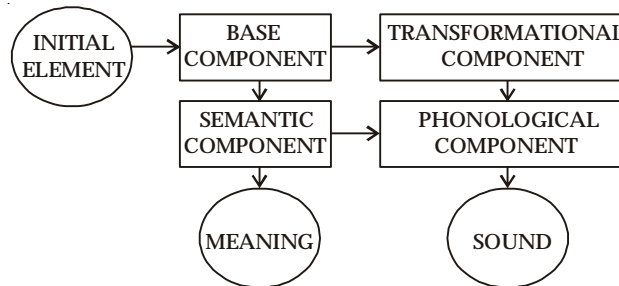 INITIAL
ELEMENT
BASE
COMPONENT
TRANSFORMATIONAL
COMPONENT
SEMANTIC
COMPONENT
PHONOLOGICAL
COMPONENT
MEANING
SOUND